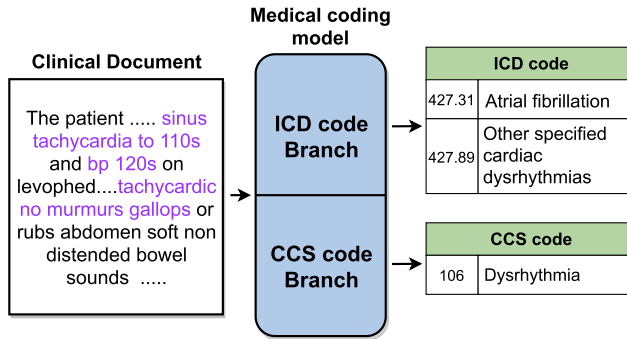 Medical coding
model
Clinical Document
The patient ..... sinus
tachycardia to 110s
and bp 120s on
levophed....tachycardic
no murmurs gallops or
rubs abdomen soft non
distended bowel
sounds .....
ICD code
Branch
CCS code
Branch
ICD code
427.31 Atrial fibrillation
427.89 Other specified
cardiac
dysrhythmias
CCS code
106 Dysrhythmia